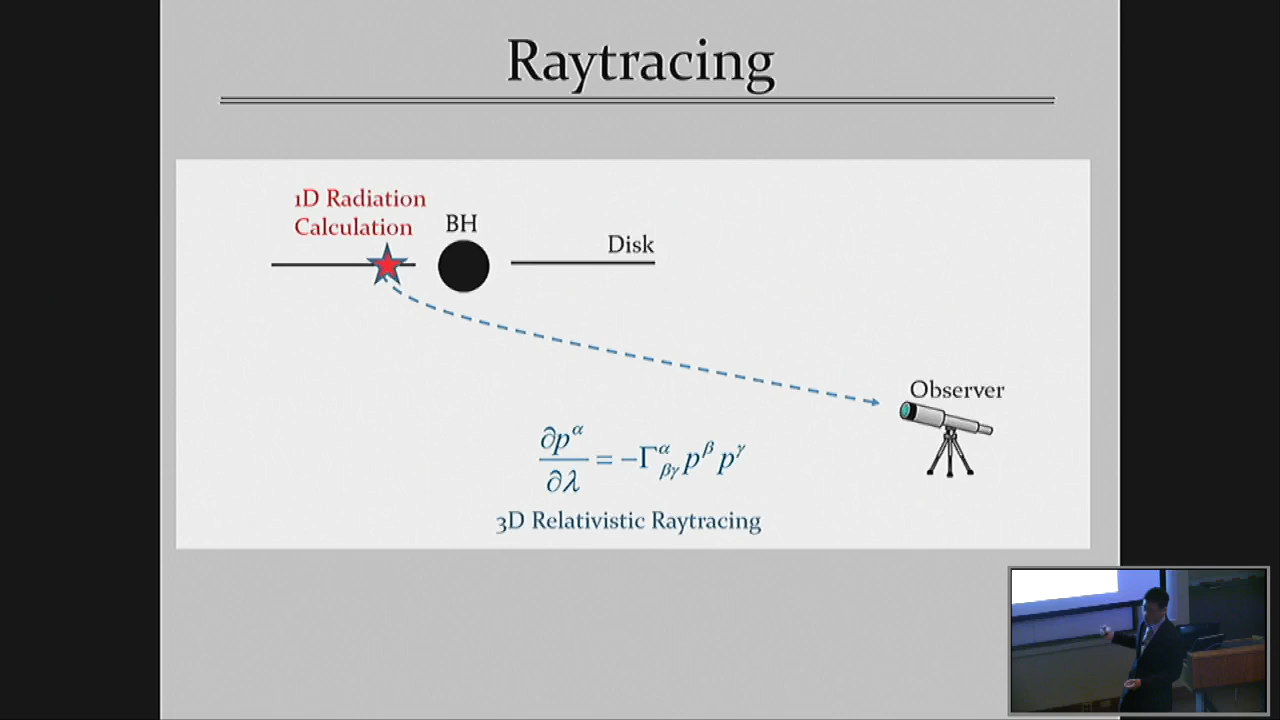 Raytracing
1D Radiation
Calculation
BH
Disk
Observer
∂p^α/∂λ = −Γ^α_βγ p^β p^γ
3D Relativistic Raytracing